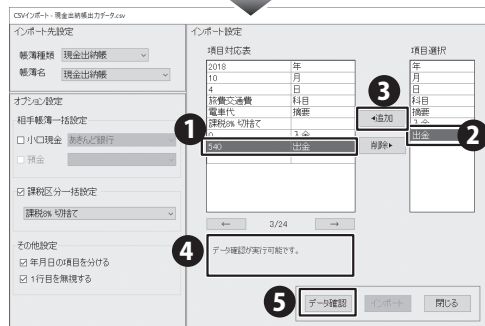 CSVインポート - 現金出納帳出力データ.csv
インポート先設定
帳簿種類 現金出納帳
帳簿名 現金出納帳
オプション設定
相手帳簿一括設定
小口現金 あきんど銀行
預金
課税区分一括設定
課税8% 切捨て
その他設定
年月日の項目を分ける
1行目を無視する
インポート設定
項目対応表
2018 年
10 月
4 日
旅費交通費 科目
電車代 摘要
課税8% 切捨て
0 入金
540 出金
← 3/24 →
データ確認が実行可能です。
◂追加
削除▸
項目選択
年
月
日
科目
摘要
入金
出金
1
2
3
4
5
データ確認 インポート 閉じる